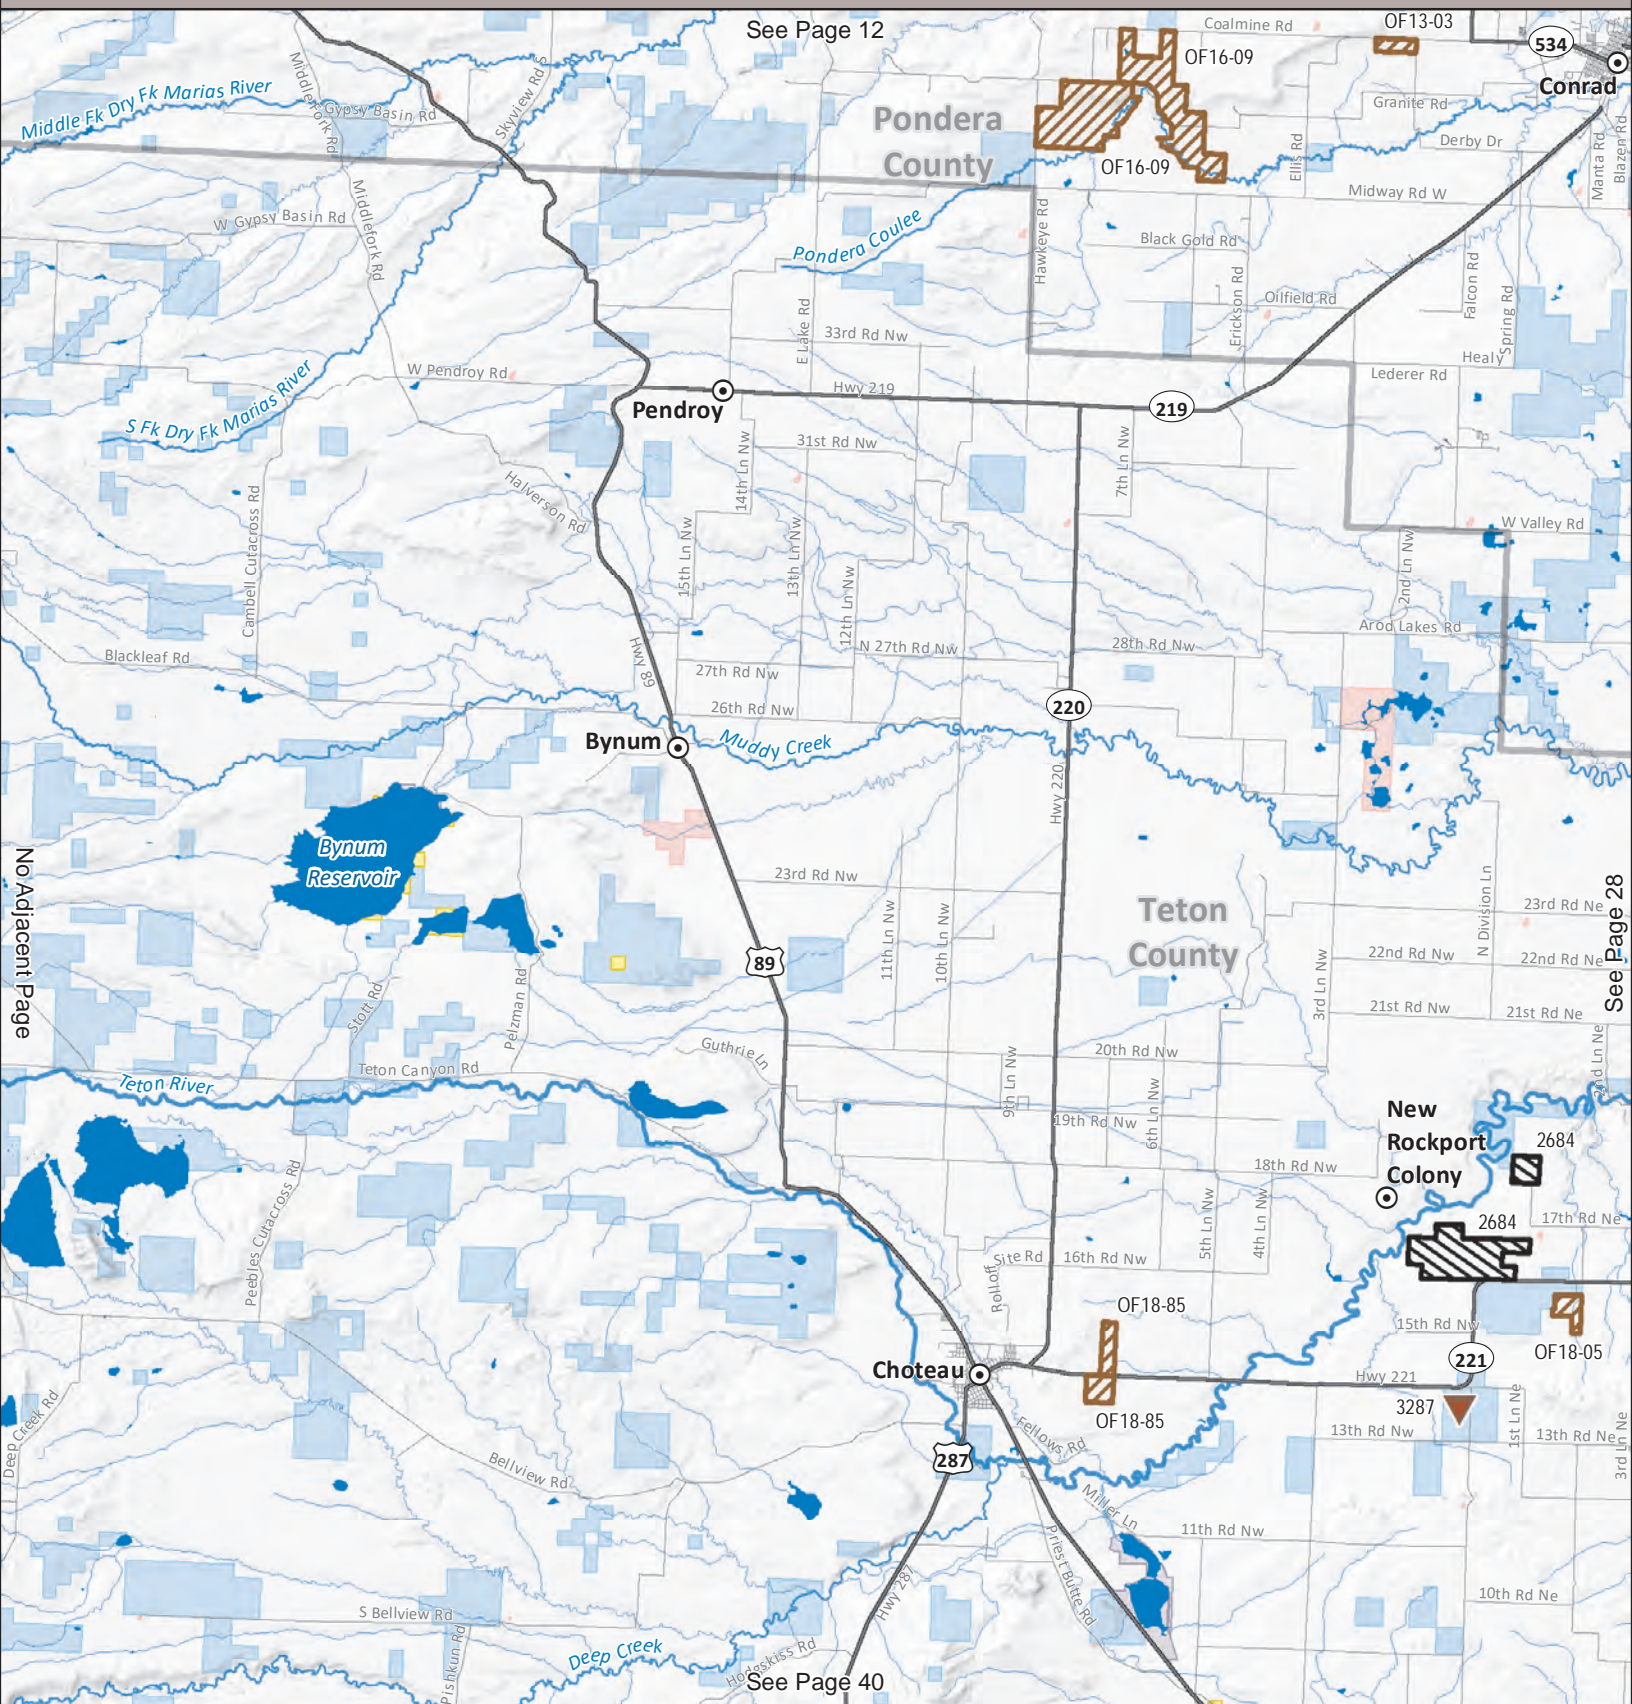 See Page 12
Coalmine Rd
OF13-03
534
Conrad
OF16-09
Middle Fk Dry Fk Marias River
Middle Fork Rd
Gypsy Basin Rd
Skyview Rd S
Pondera
County
Granite Rd
Derby Dr
Ellis Rd
Manta Rd
Blazen Rd
OF16-09
Midway Rd W
W Gypsy Basin Rd
Middlefork Rd
Pondera Coulee
Hawkeye Rd
Black Gold Rd
Erickson Rd
Oilfield Rd
Falcon Rd
Spring Rd
E Lake Rd
33rd Rd Nw
Healy
Lederer Rd
S Fk Dry Fk Marias River
W Pendroy Rd
Hwy 219
219
Pendroy
31st Rd Nw
14th Ln Nw
7th Ln Nw
Halverson Rd
Cambell Cutacross Rd
15th Ln Nw
13th Ln Nw
12th Ln Nw
W Valley Rd
2nd Ln Nw
Arod Lakes Rd
Blackleaf Rd
Hwy 89
N 27th Rd Nw
28th Rd Nw
27th Rd Nw
26th Rd Nw
220
Bynum
Muddy Creek
Hwy 220
Bynum
Reservoir
No Adjacent Page
23rd Rd Nw
Teton
County
11th Ln Nw
10th Ln Nw
N Division Ln
23rd Rd Ne
See Page 28
22nd Rd Nw
22nd Rd Ne
89
3rd Ln Nw
21st Rd Nw
21st Rd Ne
Stott Rd
Pelzman Rd
Guthrie Ln
Teton Canyon Rd
Teton River
20th Rd Nw
9th Ln Nw
6th Ln Nw
19th Rd Nw
2nd Ln Ne
New
Rockport
Colony
2684
18th Rd Nw
Peebles Cutacross Rd
2684
17th Rd Ne
5th Ln Nw
4th Ln Nw
Site Rd
Rolloff
16th Rd Nw
OF18-85
15th Rd Nw
OF18-05
221
Choteau
Hwy 221
3287
OF18-85
Deep Creek Rd
Fellows Rd
13th Rd Nw
1st Ln Ne
13th Rd Ne
3rd Ln Ne
287
Bellview Rd
Miller Ln
11th Rd Nw
Priest Butte Rd
10th Rd Ne
Hwy 287
S Bellview Rd
Pishkun Rd
Deep Creek
Hodgskiss Rd
See Page 40